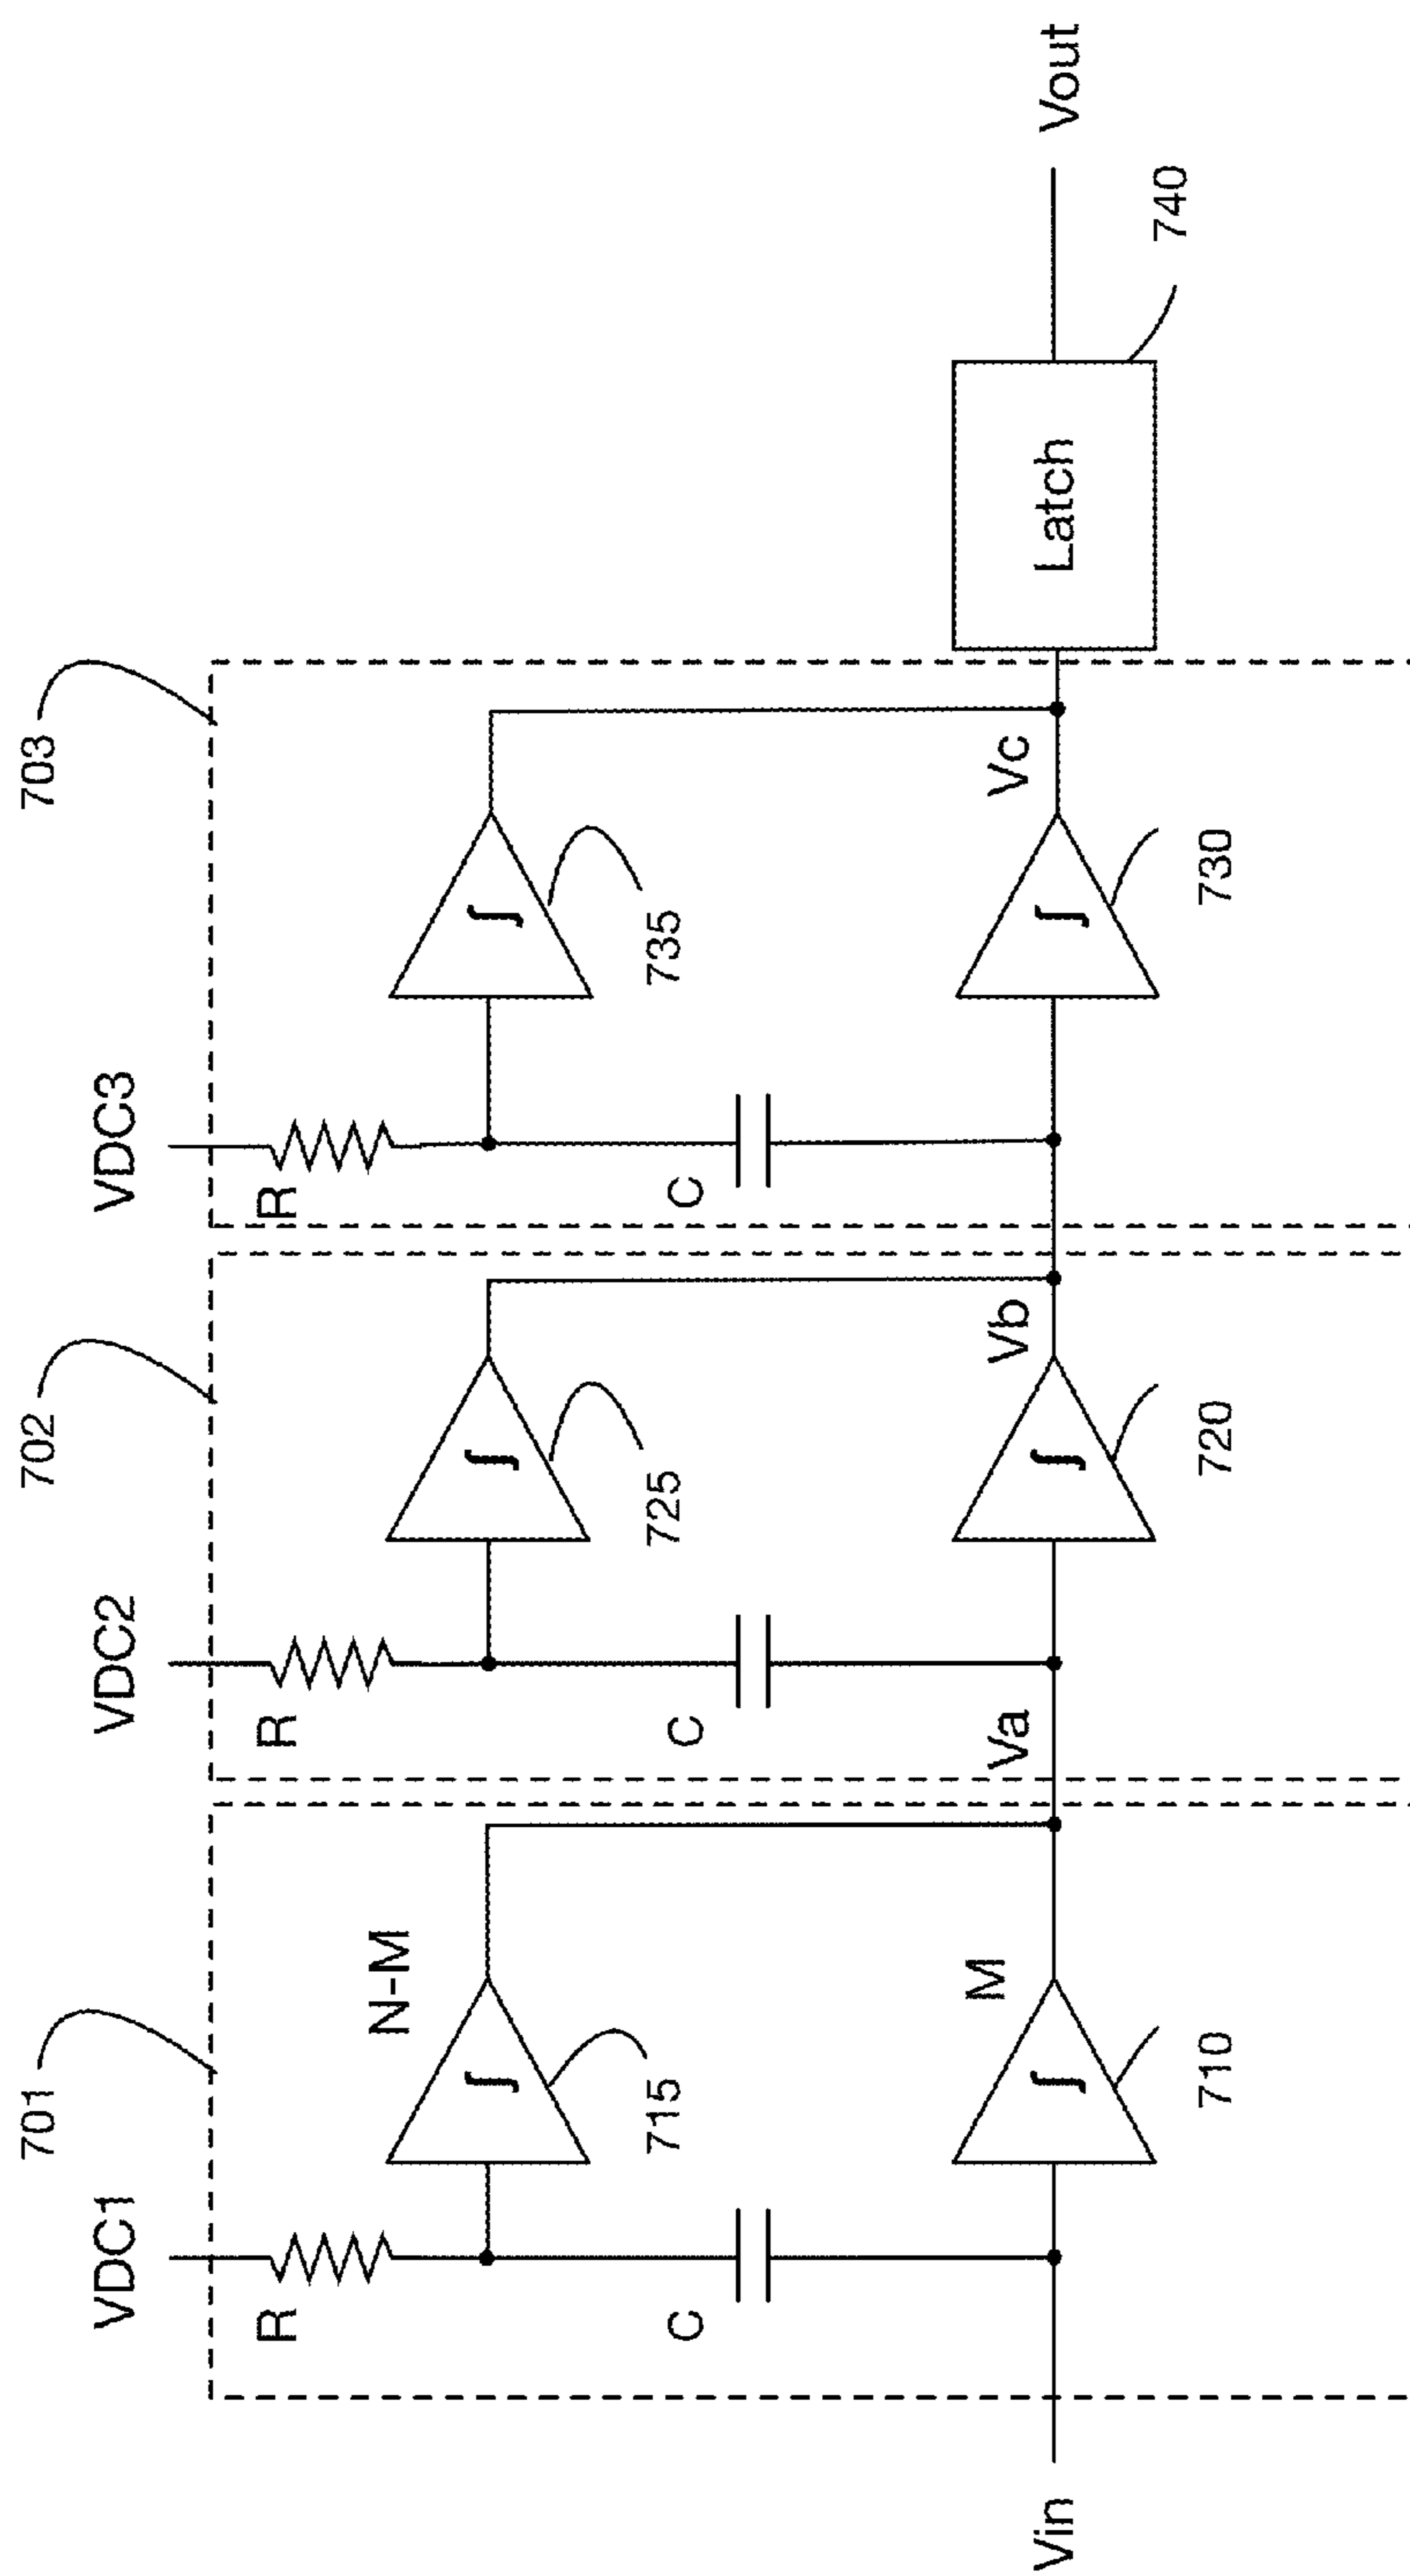 701
702
703
VDC1
VDC2
VDC3
R
R
R
N-M
∫
∫
∫
715
725
735
C
C
C
M
Va
Vb
Vc
Vin
∫
∫
∫
Latch
Vout
710
720
730
740